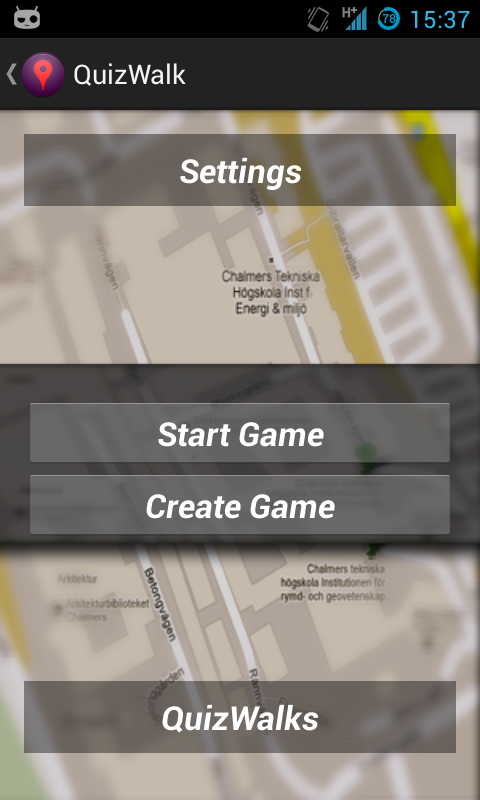 H+
78
15:37
QuizWalk
Settings
Chalmers Tekniska
Högskola Inst f
Energi & miljö
Start Game
Create Game
Chalmers tekniska
högskola Institutionen för
rymd- och geovetenskap
Arkitektur
Arkitekturbiblioteket
Chalmers
Betongvägen
QuizWalks